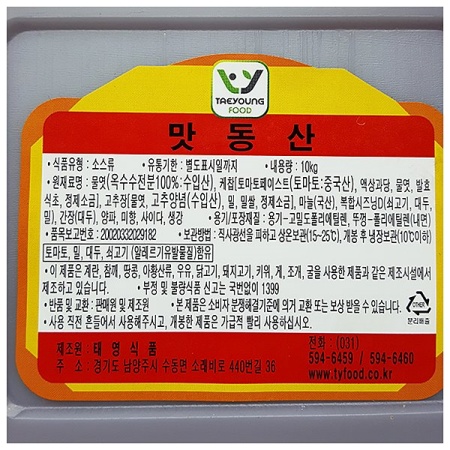 TAEYOUNG
FOOD
맛동산
· 식품유형 : 소스류 · 유통기한 : 별도표시일까지 · 내용량 : 10kg
· 원재료명 : 물엿(옥수수전분100%:수입산), 케찹(토마토페이스트(토마토:중국산), 액상과당, 물엿, 발효
식초, 정제소금), 고추장(물엿, 고추양념(수입산), 밀, 밀쌀, 정제소금), 마늘(국산), 복합시즈닝(쇠고기, 대두,
밀), 간장(대두), 양파, 미향, 사이다, 생강 · 용기/포장재질 : 용기-고밀도폴리에틸렌, 뚜껑-폴리에틸렌(내면)
· 품목보고번호 : 2002033209182 · 보관방법 : 직사광선을 피하고 상온보관(15~25℃), 개봉 후 냉장보관(10℃이하)
토마토, 밀, 대두, 쇠고기 (알레르기유발물질)함유
· 이 제품은 계란, 참깨, 땅콩, 아황산류, 우유, 닭고기, 돼지고기, 키위, 게, 조개, 굴을 사용한 제품과 같은 제조시설에서
제조하고 있습니다. · 부정 및 불량식품 신고는 국번없이 1399
· 반품 및 교환 : 판매원 및 제조원 · 본 제품은 소비자 분쟁해결기준에 의거 교환 또는 보상 받을 수 있습니다.
· 사용 직전 흔들어서 사용해주시고, 개봉한 제품은 가급적 빨리 사용하십시오.
OTHER
분리배출
제조원 태영식품
주소 : 경기도 남양주시 수동면 소래비로 440번길 36
전화 : (031)
594-6459 / 594-6460
www.tyfood.co.kr